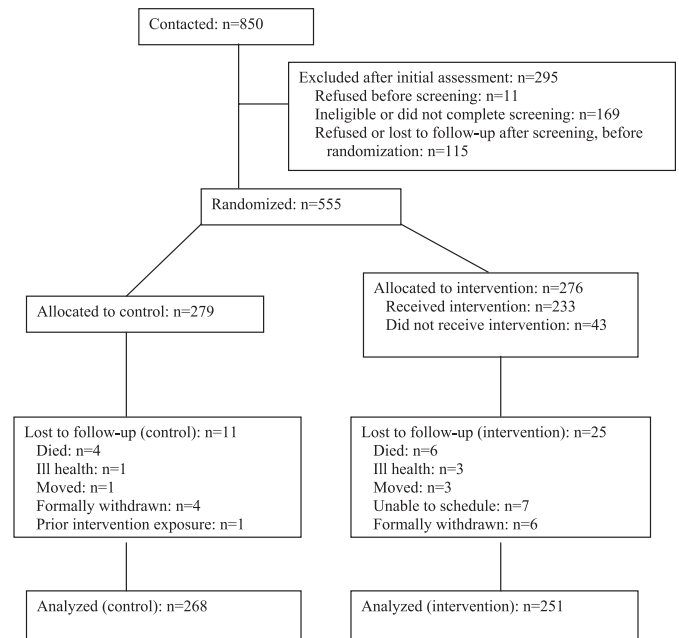 Contacted: n=850
Excluded after initial assessment: n=295
Refused before screening: n=11
Ineligible or did not complete screening: n=169
Refused or lost to follow-up after screening, before
randomization: n=115
Randomized: n=555
Allocated to control: n=279
Allocated to intervention: n=276
Received intervention: n=233
Did not receive intervention: n=43
Lost to follow-up (control): n=11
Died: n=4
Ill health: n=1
Moved: n=1
Formally withdrawn: n=4
Prior intervention exposure: n=1
Lost to follow-up (intervention): n=25
Died: n=6
Ill health: n=3
Moved: n=3
Unable to schedule: n=7
Formally withdrawn: n=6
Analyzed (control): n=268
Analyzed (intervention): n=251